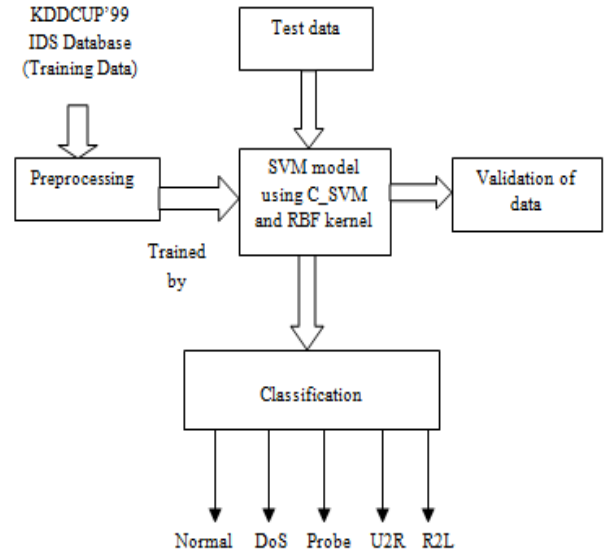 KDDCUP'99
IDS Database
(Training Data)
Test data
Preprocessing
SVM model
using C_SVM
and RBF kernel
Validation of
data
Trained
by
Classification
Normal DoS Probe U2R R2L